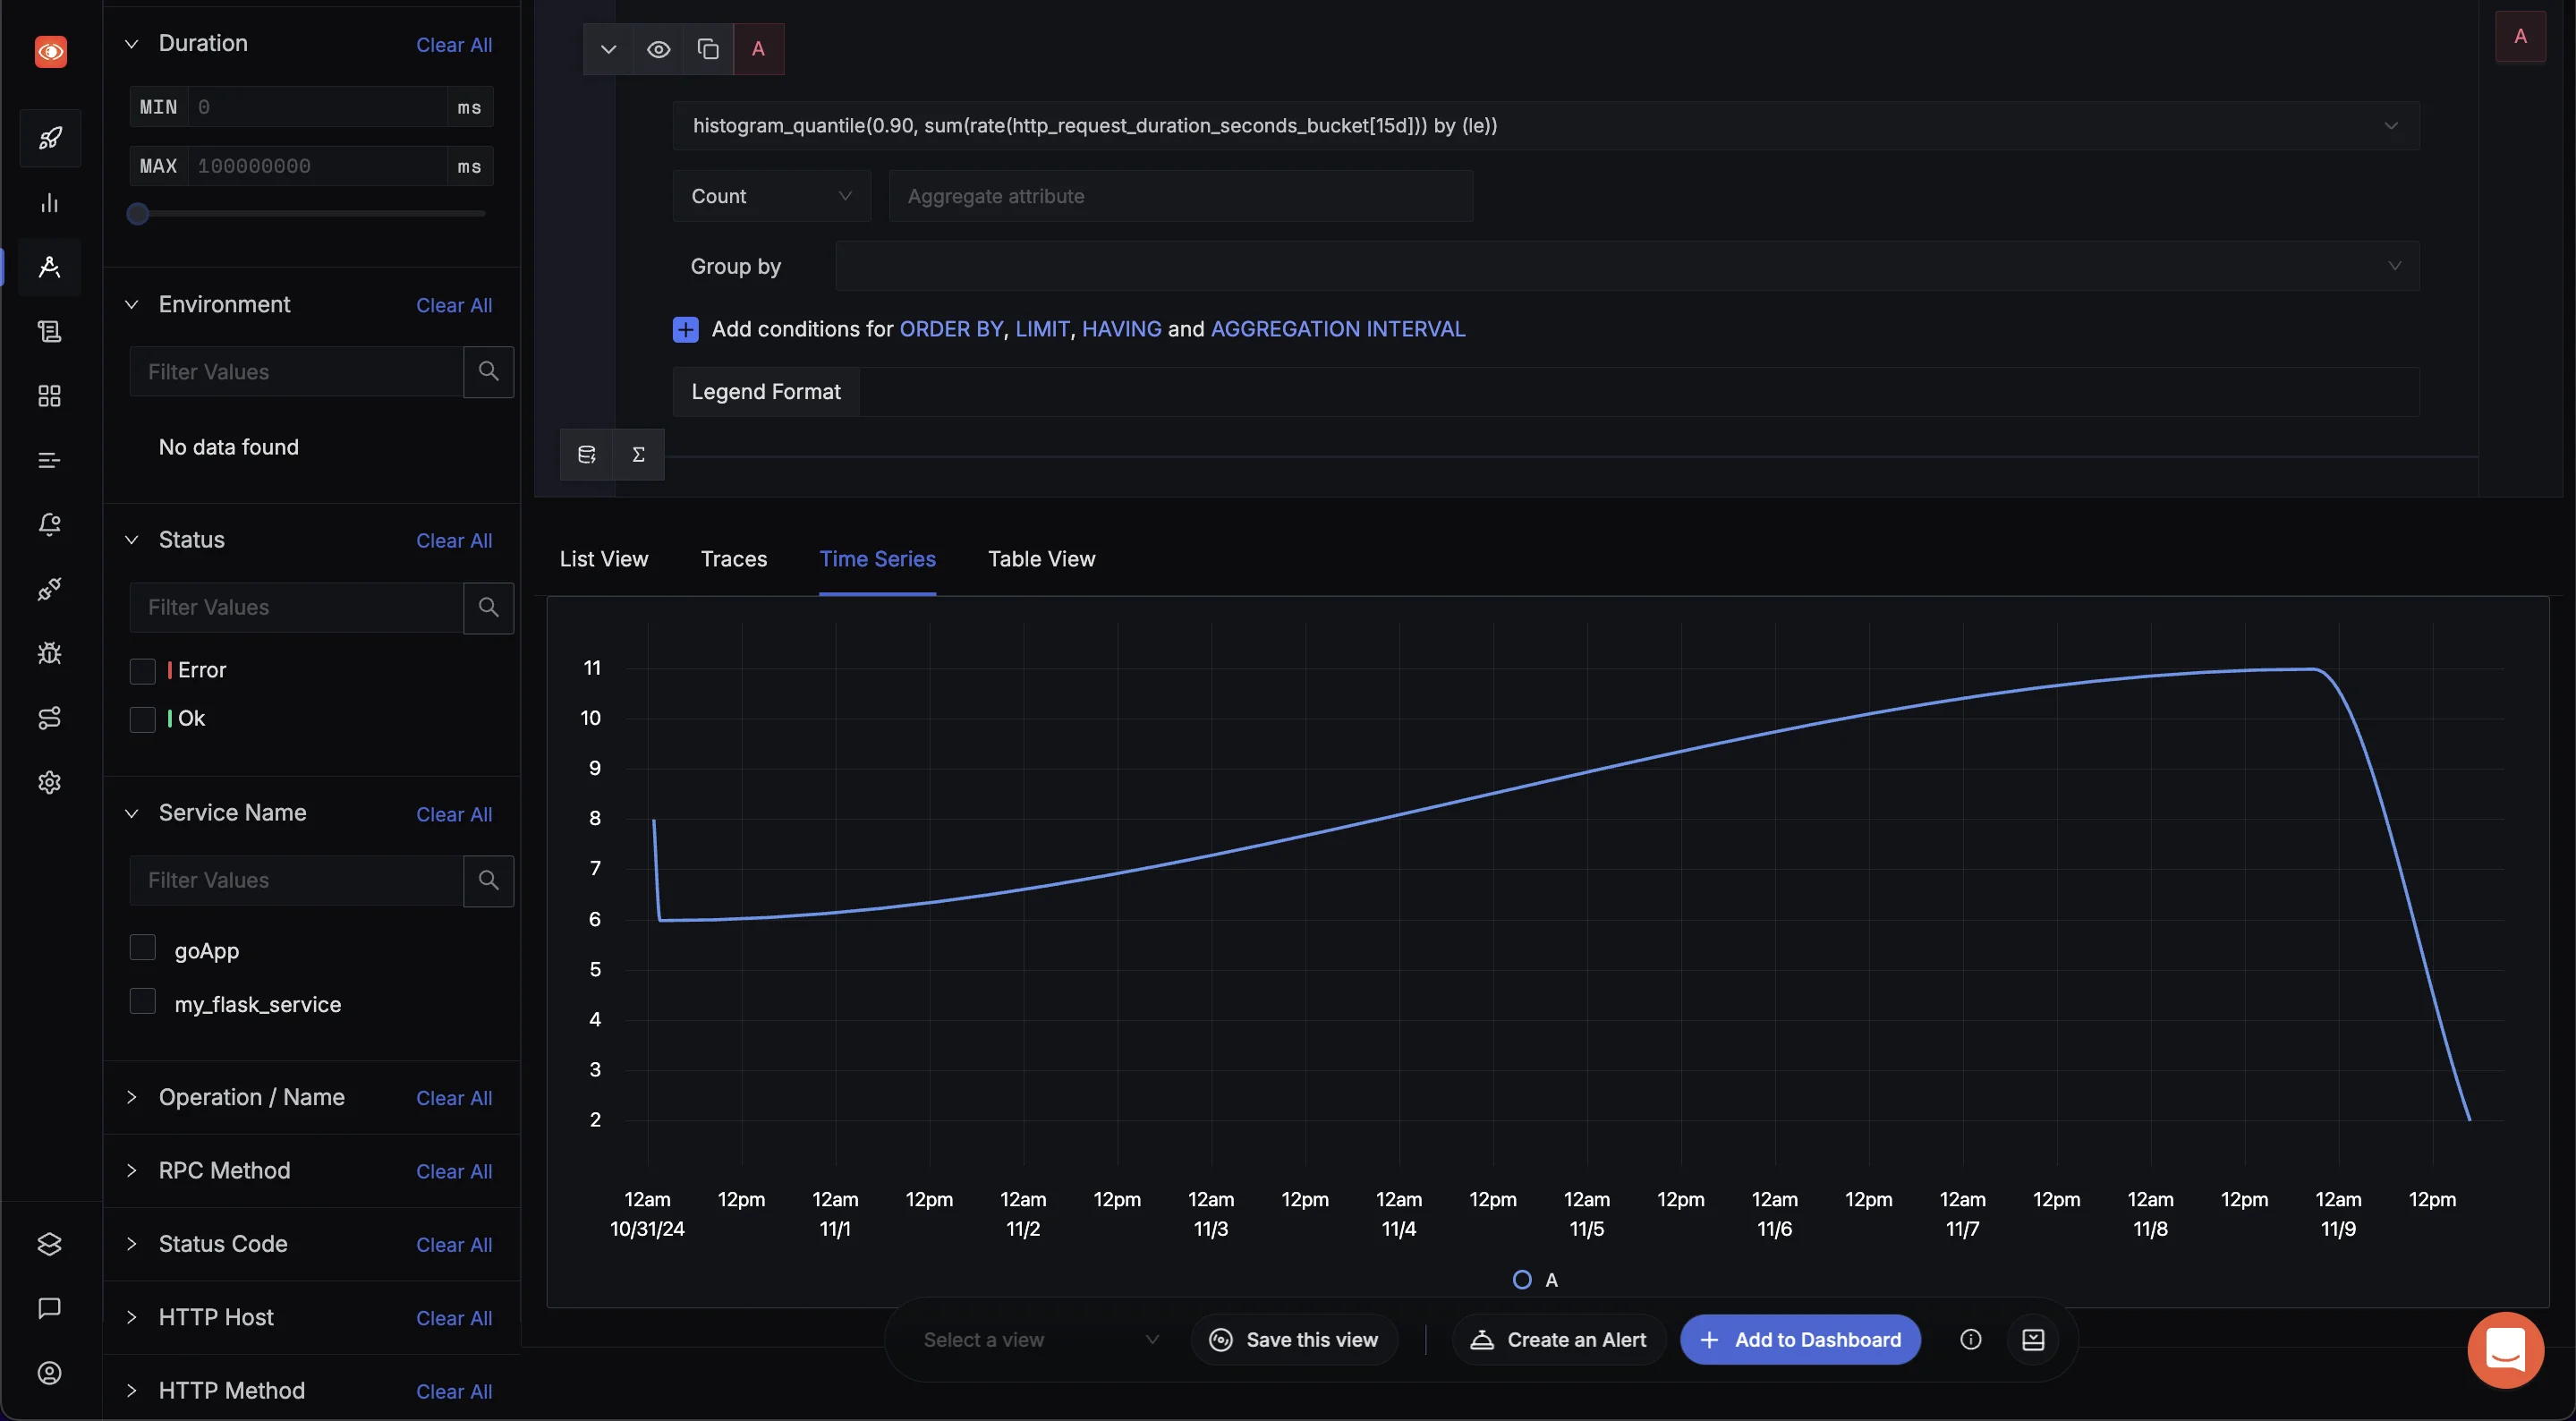 Duration Clear All
MIN 0 ms
MAX 100000000 ms
Environment Clear All
Filter Values
No data found
Status Clear All
Filter Values
Error
Ok
Service Name Clear All
Filter Values
goApp
my_flask_service
Operation / Name Clear All
RPC Method Clear All
Status Code Clear All
HTTP Host Clear All
HTTP Method Clear All
A
A
histogram_quantile(0.90, sum(rate(http_request_duration_seconds_bucket[15d])) by (le))
Count Aggregate attribute
Group by
Add conditions for ORDER BY, LIMIT, HAVING and AGGREGATION INTERVAL
Legend Format
Σ
List View Traces Time Series Table View
11
10
9
8
7
6
5
4
3
2
12am 12pm 12am 12pm 12am 12pm 12am 12pm 12am 12pm 12am 12pm 12am 12pm 12am 12pm 12am 12pm 12am 12pm
10/31/24 11/1 11/2 11/3 11/4 11/5 11/6 11/7 11/8 11/9
A
Select a view Save this view Create an Alert Add to Dashboard